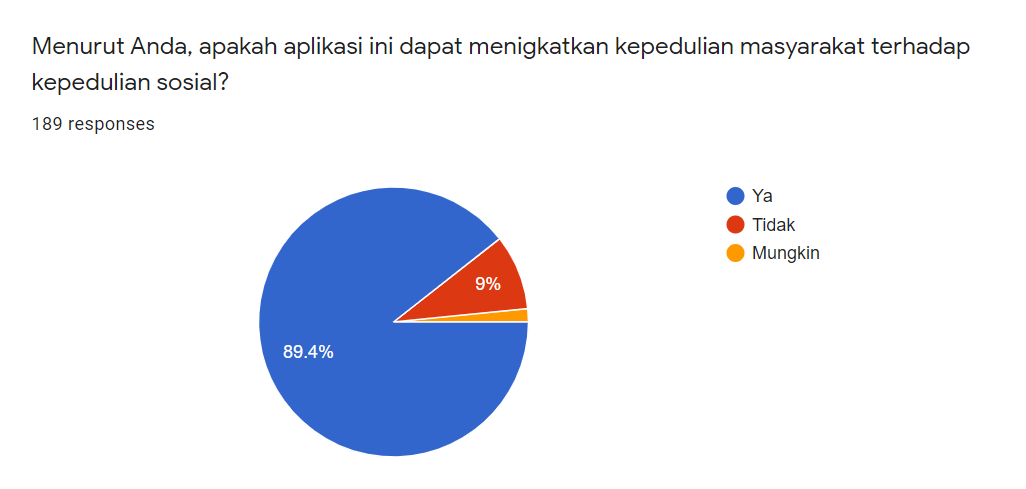 Menurut Anda, apakah aplikasi ini dapat menigkatkan kepedulian masyarakat terhadap
kepedulian sosial?
189 responses
Ya
Tidak
Mungkin
9%
89.4%